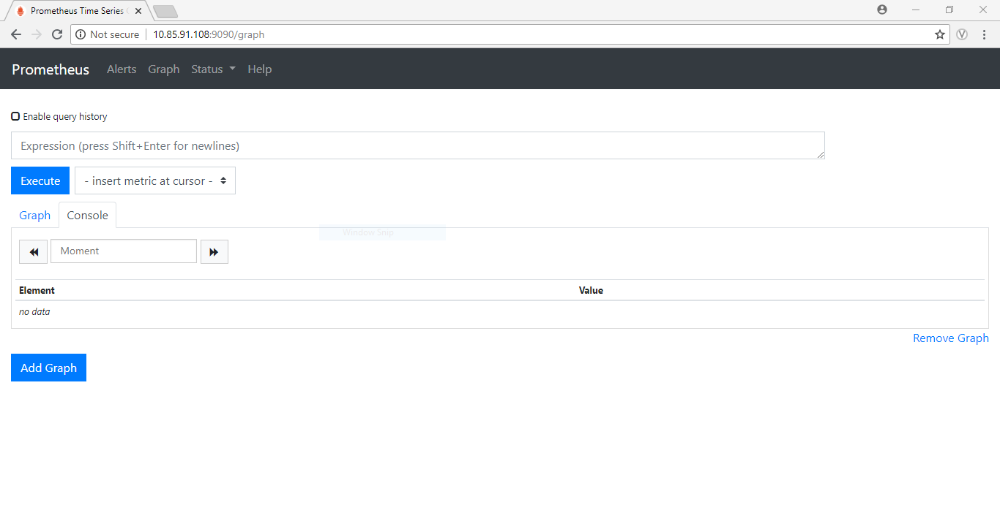 Prometheus Time Series
Not secure 10.85.91.108:9090/graph
Prometheus Alerts Graph Status Help
Enable query history
Expression (press Shift+Enter for newlines)
Execute - insert metric at cursor -
Graph Console
Window Snip
Moment
Element Value
no data
Remove Graph
Add Graph